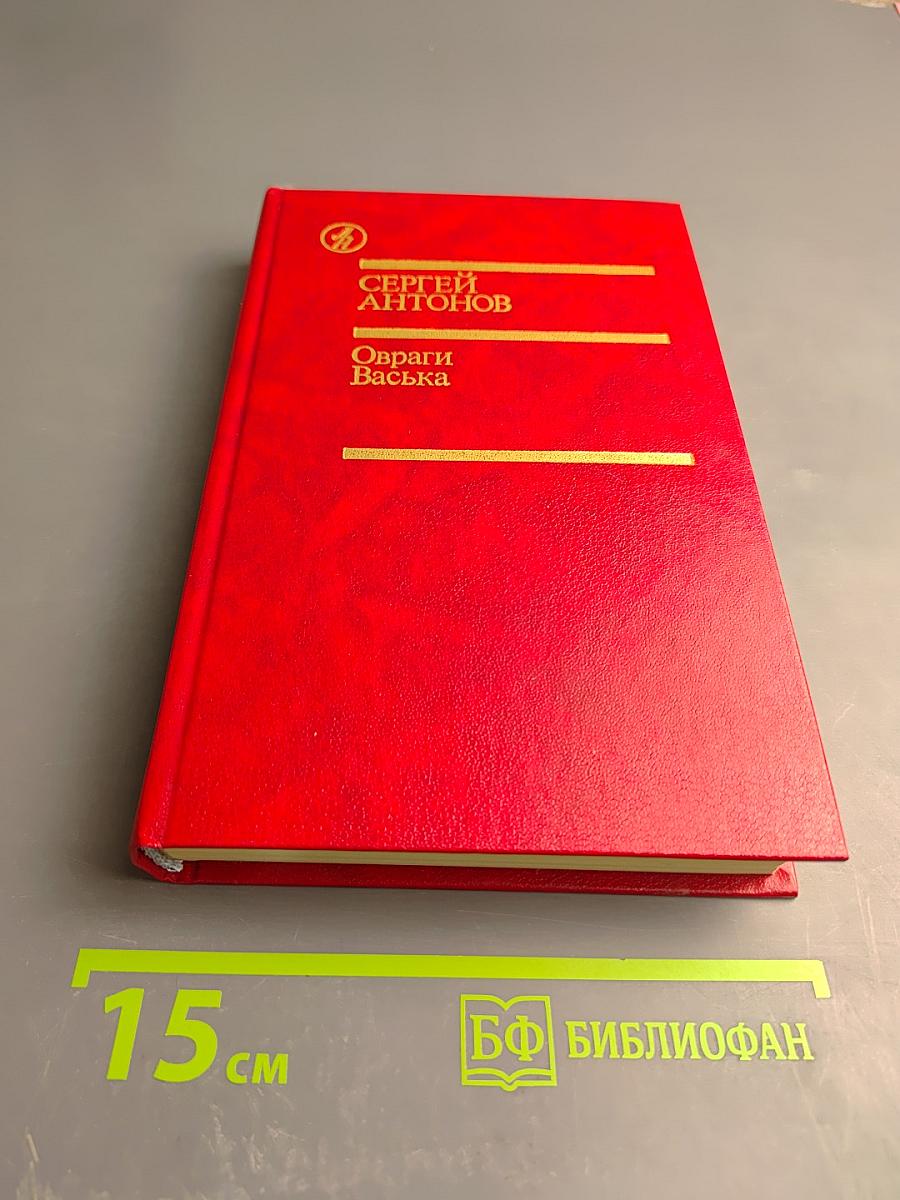 СЕРГЕЙ
АНТОНОВ
Овраги
Васька
15 см
БФ БИБЛИОФАН